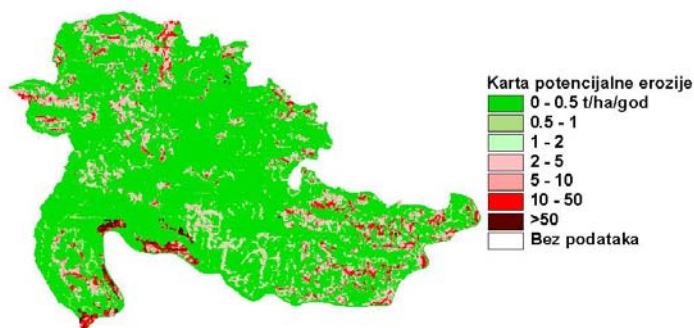 Karta potencijalne erozije
0 - 0.5 t/ha/god
0.5 - 1
1 - 2
2 - 5
5 - 10
10 - 50
>50
Bez podataka